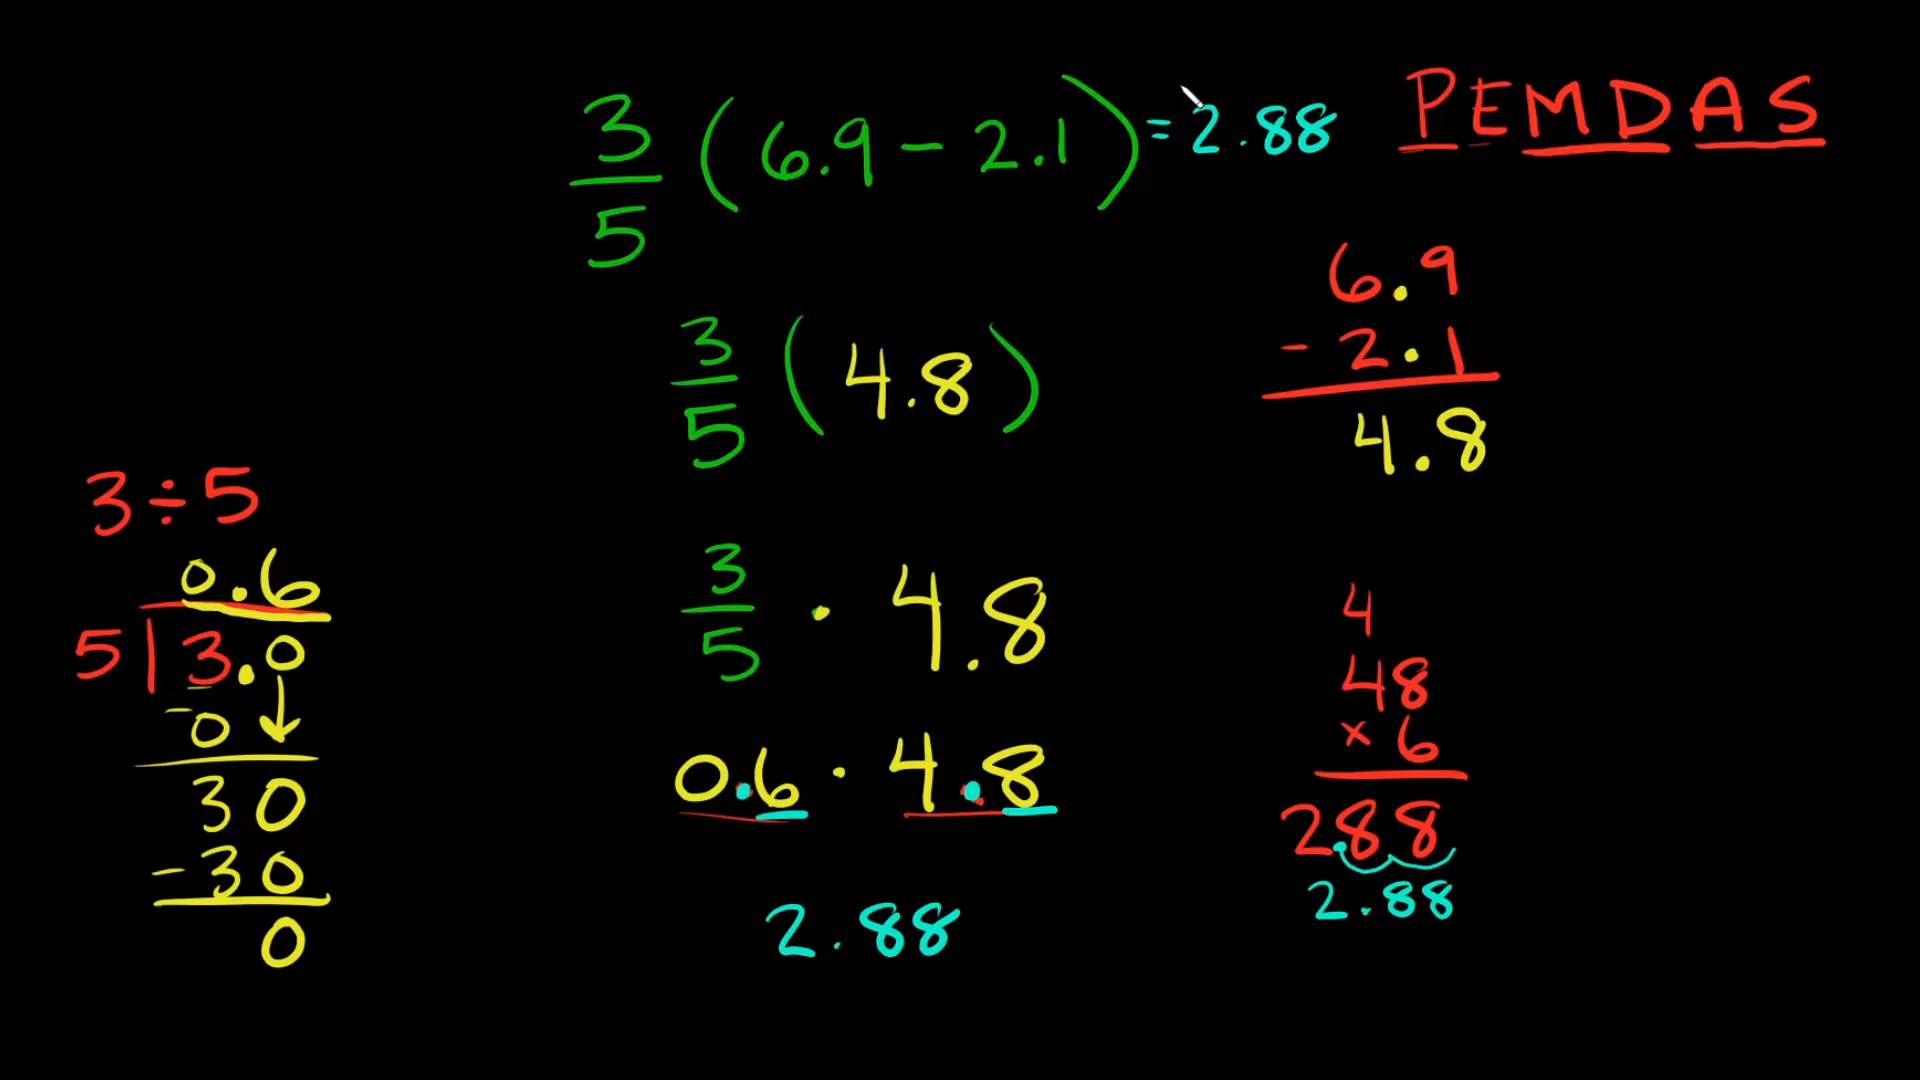 3/5 (6.9 - 2.1) = 2.88
PEMDAS
6.9
- 2.1
4.8
3/5 (4.8)
3 ÷ 5
0.6
5 | 3.0
- 0
30
- 30
0
3/5 · 4.8
0.6 · 4.8
2.88
4
48
× 6
288
2.88